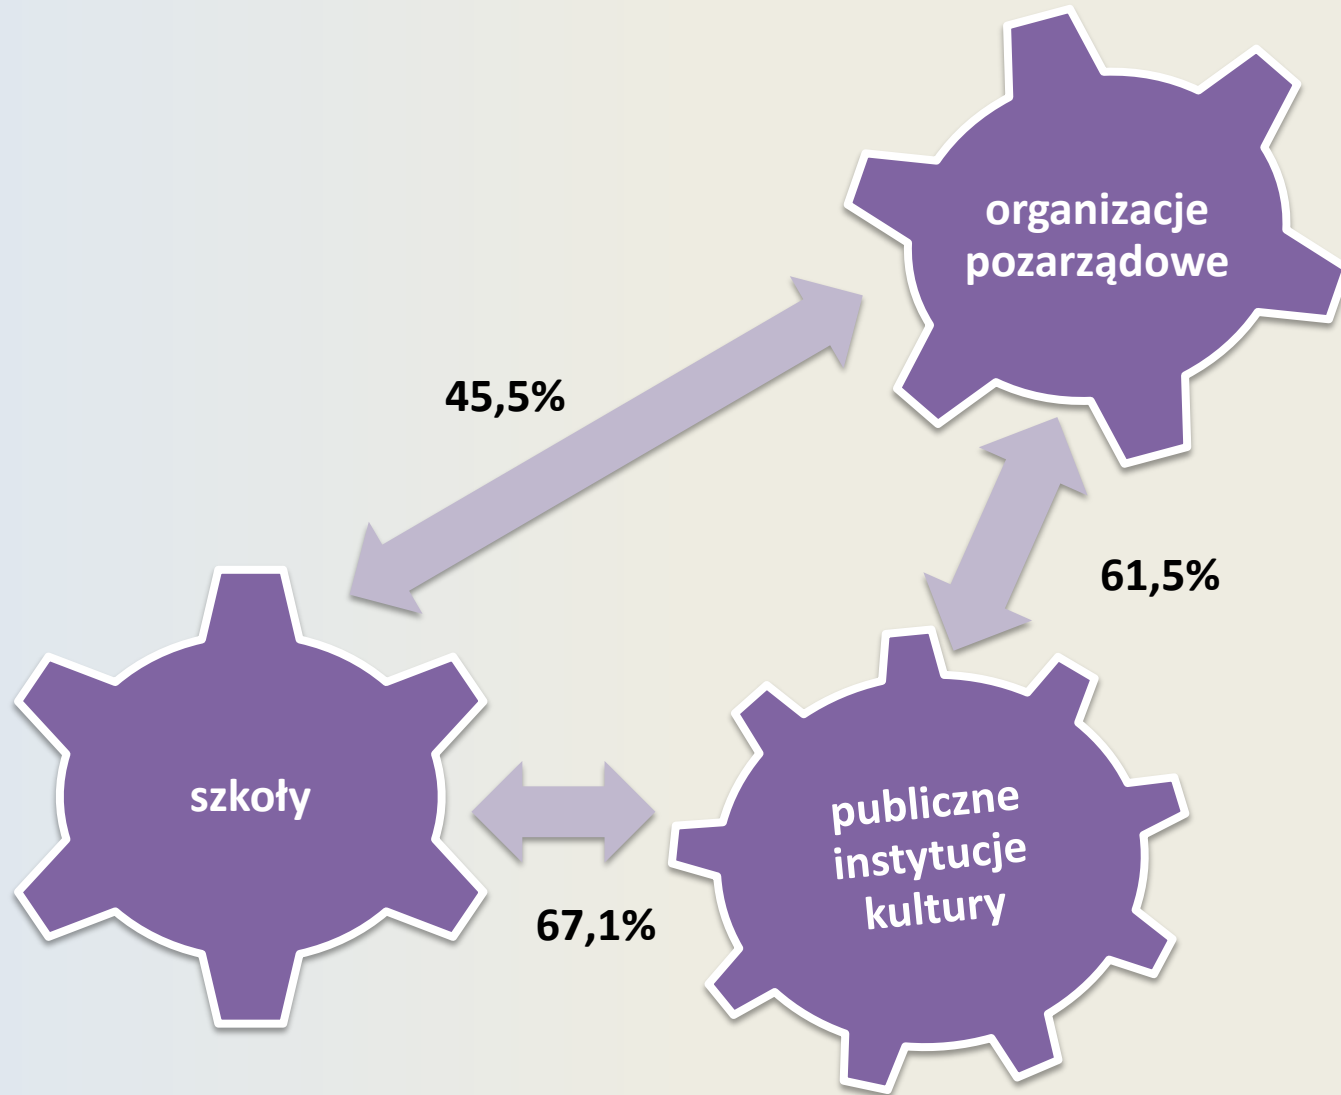 organizacje
pozarządowe
45,5%
61,5%
szkoły
publiczne
instytucje
kultury
67,1%